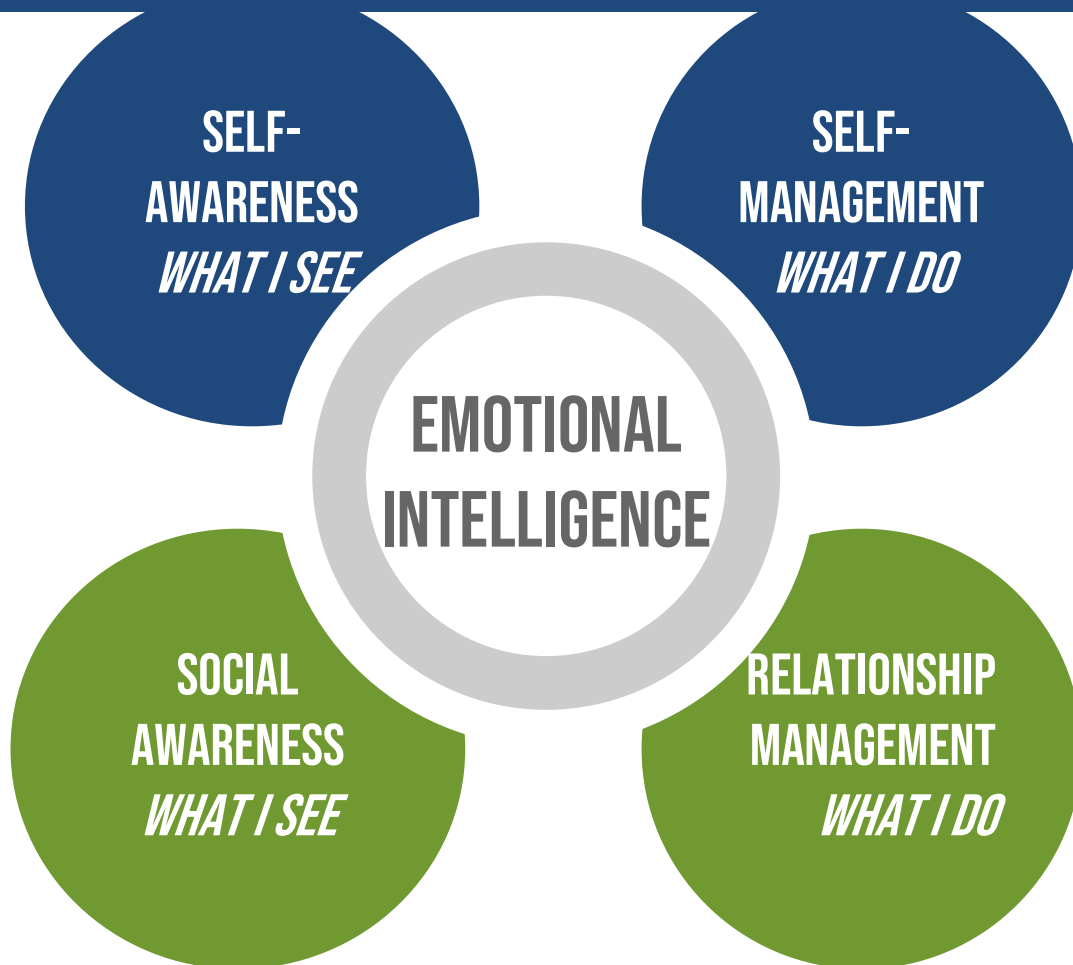 SELF-
AWARENESS
WHAT I SEE
SELF-
MANAGEMENT
WHAT I DO
EMOTIONAL
INTELLIGENCE
SOCIAL
AWARENESS
WHAT I SEE
RELATIONSHIP
MANAGEMENT
WHAT I DO